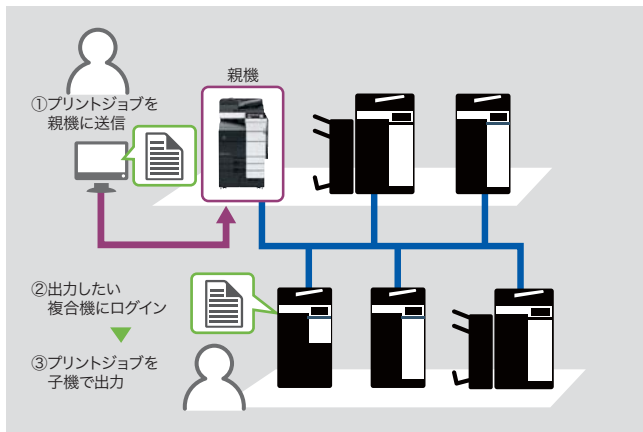 親機
①プリントジョブを
親機に送信
②出力したい
複合機にログイン
③プリントジョブを
子機で出力